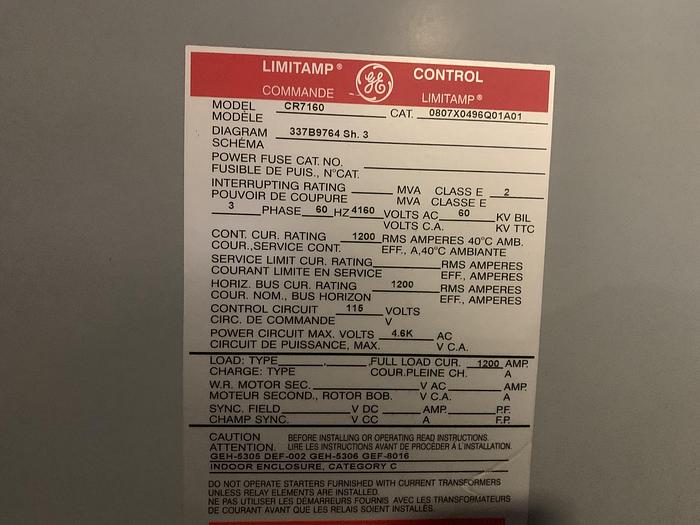 LIMITAMP® GE CONTROL
COMMANDE LIMITAMP®
MODEL CR7160 CAT. 0807X0496Q01A01
MODÈLE
DIAGRAM 337B9764 Sh. 3
SCHÉMA
POWER FUSE CAT. NO.
FUSIBLE DE PUIS., N°CAT.
INTERRUPTING RATING MVA CLASS E 2
POUVOIR DE COUPURE MVA CLASSE E
3 PHASE 60 HZ 4160 VOLTS AC 60 KV BIL
VOLTS C.A. KV TTC
CONT. CUR. RATING 1200 RMS AMPERES 40°C AMB.
COUR.,SERVICE CONT. EFF., A,40°C AMBIANTE
SERVICE LIMIT CUR. RATING RMS AMPERES
COURANT LIMITE EN SERVICE EFF., AMPERES
HORIZ. BUS CUR. RATING 1200 RMS AMPERES
COUR. NOM., BUS HORIZON EFF., AMPERES
CONTROL CIRCUIT 115 VOLTS
CIRC. DE COMMANDE V
POWER CIRCUIT MAX. VOLTS 4.6K AC
CIRCUIT DE PUISSANCE, MAX. V C.A.
LOAD: TYPE , ,FULL LOAD CUR. 1200 AMP.
CHARGE: TYPE COUR.PLEINE CH. A
W.R. MOTOR SEC. V AC AMP.
MOTEUR SECOND., ROTOR BOB. V C.A. A
SYNC. FIELD V DC AMP. P.F.
CHAMP SYNC. V CC A F.P.
CAUTION BEFORE INSTALLING OR OPERATING READ INSTRUCTIONS.
ATTENTION. LIRE LES INSTRUCTIONS AVANT DE PROCÉDER À L'INSTALLATION.
GEH-5305 DEF-002 GEH-5306 GEF-8016
INDOOR ENCLOSURE, CATEGORY C
DO NOT OPERATE STARTERS FURNISHED WITH CURRENT TRANSFORMERS
UNLESS RELAY ELEMENTS ARE INSTALLED.
NE PAS UTILISER LES DÉMARREURS FOURNIS AVEC LES TRANSFORMATEURS
DE COURANT AVANT QUE LES RELAIS SOIENT INSTALLÉS.